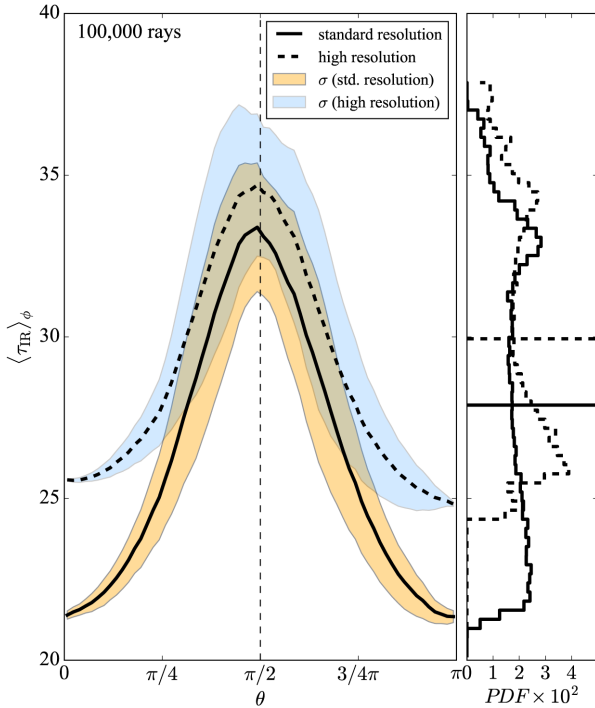 100,000 rays
standard resolution
high resolution
σ (std. resolution)
σ (high resolution)
40
35
30
25
20
⟨τ_IR⟩_ϕ
0
π/4
π/2
3/4π
π
θ
0 1 2 3 4
PDF × 10²